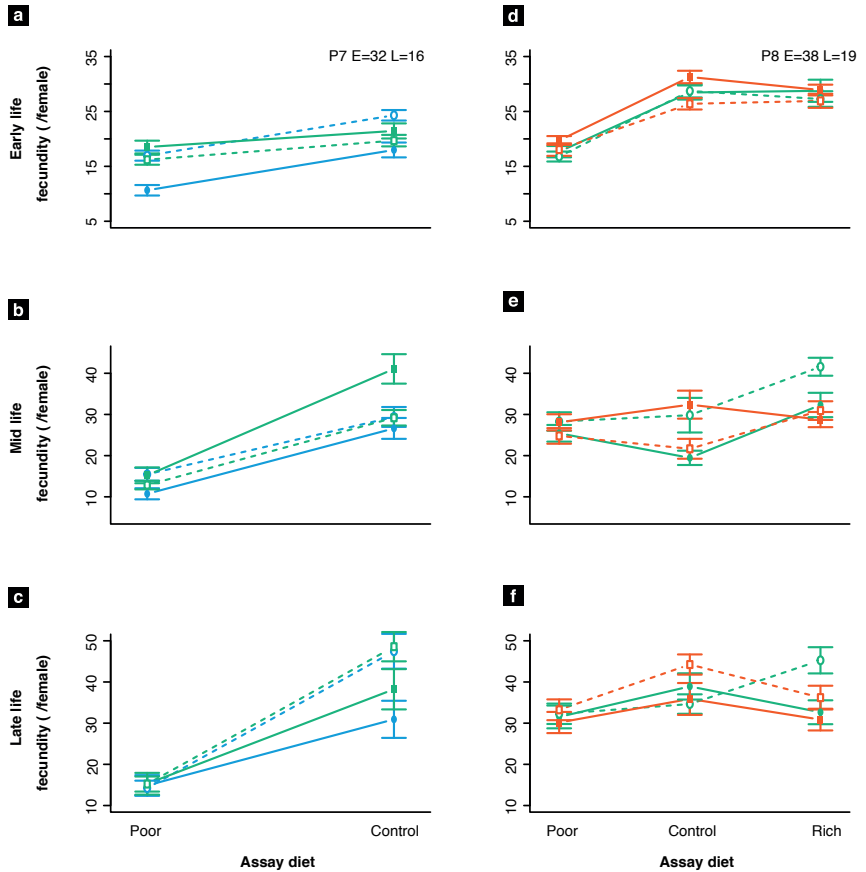 a
P7 E=32 L=16
Early life
fecundity ( /female)
35
25
15
5
d
P8 E=38 L=19
35
25
15
5
b
Mid life
fecundity ( /female)
40
30
20
10
e
40
30
20
10
c
Late life
fecundity ( /female)
50
40
30
20
10
Poor Control
Assay diet
f
50
40
30
20
10
Poor Control Rich
Assay diet